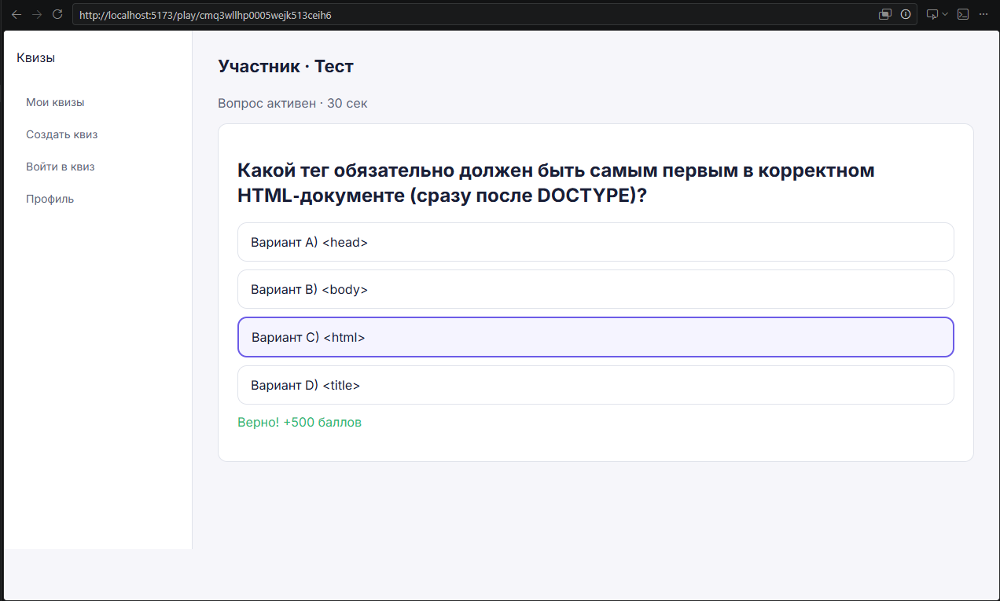 http://localhost:5173/play/cmq3wllhp0005wejk513ceih6
Квизы
Мои квизы
Создать квиз
Войти в квиз
Профиль
Участник · Тест
Вопрос активен · 30 сек
Какой тег обязательно должен быть самым первым в корректном
HTML-документе (сразу после DOCTYPE)?
Вариант A) <head>
Вариант B) <body>
Вариант C) <html>
Вариант D) <title>
Верно! +500 баллов